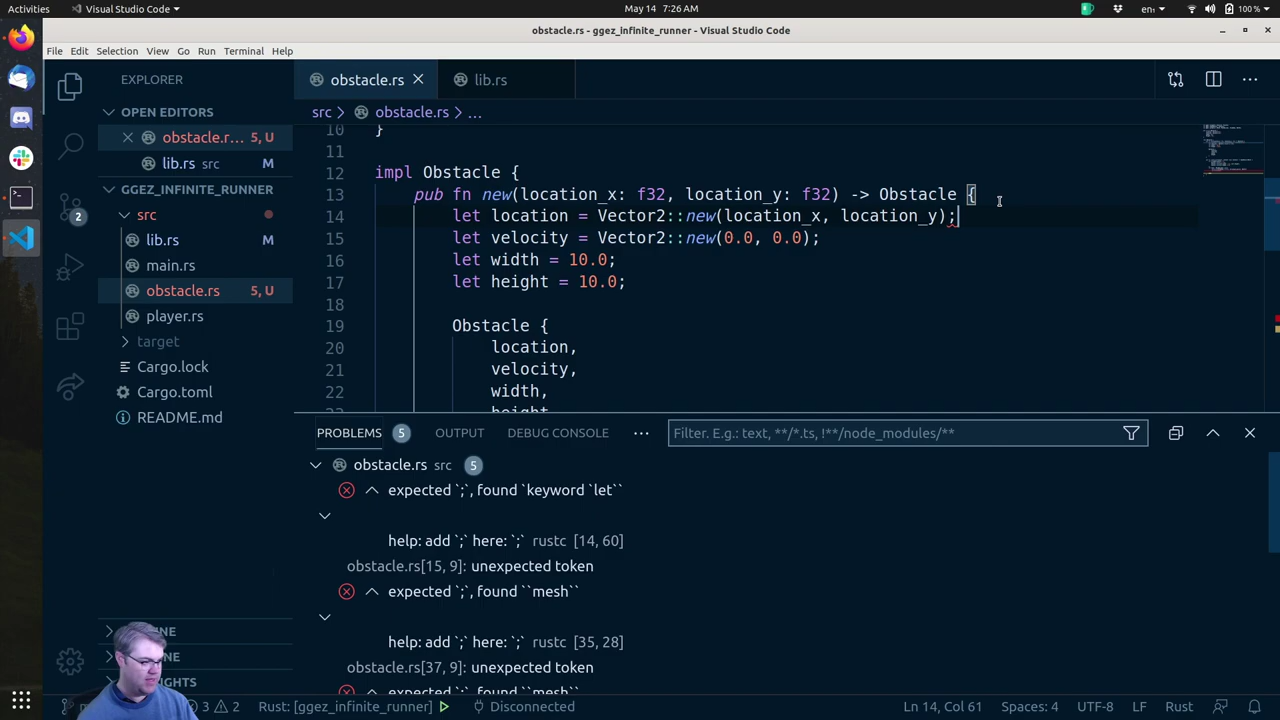 Activities
Visual Studio Code
May 14 7:26 AM
en
100 %
obstacle.rs - ggez_infinite_runner - Visual Studio Code
File Edit Selection View Go Run Terminal Help
EXPLORER
OPEN EDITORS
obstacle.r... 5, U
lib.rs src M
GGEZ_INFINITE_RUNNER
src
lib.rs M
main.rs
obstacle.rs 5, U
player.rs
target
Cargo.lock
Cargo.toml
README.md
2
obstacle.rs
lib.rs
src > obstacle.rs > ...
10 }
11
12 impl Obstacle {
13 pub fn new(location_x: f32, location_y: f32) -> Obstacle {
14 let location = Vector2::new(location_x, location_y);
15 let velocity = Vector2::new(0.0, 0.0);
16 let width = 10.0;
17 let height = 10.0;
18
19 Obstacle {
20 location,
21 velocity,
22 width,
height
PROBLEMS 5 OUTPUT DEBUG CONSOLE ... Filter. E.g.: text, **/*.ts, !**/node_modules/**
obstacle.rs src 5
expected `;`, found `keyword `let``
help: add `;` here: `;` rustc [14, 60]
obstacle.rs[15, 9]: unexpected token
expected `;`, found ``mesh``
help: add `;` here: `;` rustc [35, 28]
obstacle.rs[37, 9]: unexpected token
expected `;`, found ``mesh``
3 2 Rust: [ggez_infinite_runner] Disconnected Ln 14, Col 61 Spaces: 4 UTF-8 LF Rust